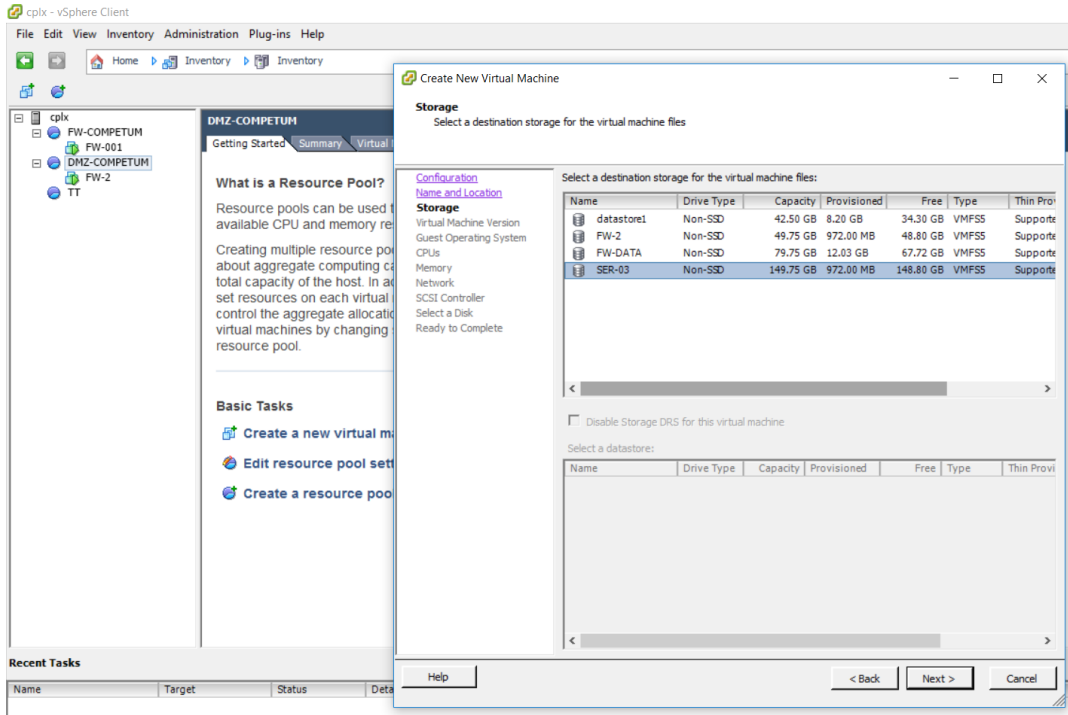 cplx - vSphere Client
File Edit View Inventory Administration Plug-ins Help
Home Inventory Inventory
cplx
FW-COMPETUM
FW-001
DMZ-COMPETUM
FW-2
TT
DMZ-COMPETUM
Getting Started Summary Virtual
What is a Resource Pool?
Resource pools can be used
available CPU and memory re
Creating multiple resource poo
about aggregate computing ca
total capacity of the host. In ad
set resources on each virtual
control the aggregate allocatio
virtual machines by changing
resource pool.
Basic Tasks
Create a new virtual ma
Edit resource pool sett
Create a resource pool
Recent Tasks
Name Target Status Deta
Create New Virtual Machine
Storage
Select a destination storage for the virtual machine files
Configuration
Name and Location
Storage
Virtual Machine Version
Guest Operating System
CPUs
Memory
Network
SCSI Controller
Select a Disk
Ready to Complete
Select a destination storage for the virtual machine files:
Name Drive Type Capacity Provisioned Free Type Thin Prov
datastore1 Non-SSD 42.50 GB 8.20 GB 34.30 GB VMFS5 Supporte
FW-2 Non-SSD 49.75 GB 972.00 MB 48.80 GB VMFS5 Supporte
FW-DATA Non-SSD 79.75 GB 12.03 GB 67.72 GB VMFS5 Supporte
SER-03 Non-SSD 149.75 GB 972.00 MB 148.80 GB VMFS5 Supporte
Disable Storage DRS for this virtual machine
Select a datastore:
Name Drive Type Capacity Provisioned Free Type Thin Provi
Help < Back Next > Cancel